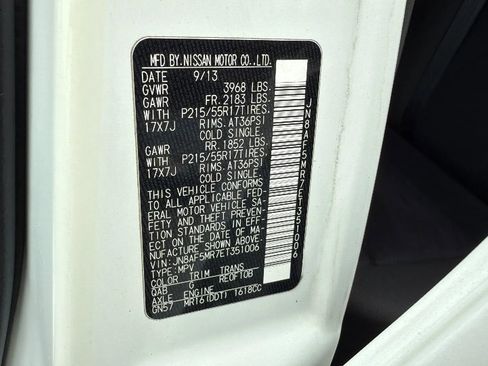 MFD BY.NISSAN MOTOR CO.,LTD.
DATE 9/13
GVWR 3968 LBS.
GAWR FR.2183 LBS.
WITH P215/55R17TIRES.
17X7J RIMS.AT36PSI
COLD SINGLE.
GAWR RR.1852 LBS.
WITH P215/55R17TIRES.
17X7J RIMS.AT36PSI
COLD SINGLE.
THIS VEHICLE CONFORMS
TO ALL APPLICABLE FED-
ERAL MOTOR VEHICLE SA-
FETY AND THEFT PREVEN-
TION STANDARDS IN EFF-
ECT ON THE DATE OF MA-
NUFACTURE SHOWN ABOVE.
VIN:JN8AF5MR7ET351006
TYPE:MPV
COLOR TRIM TRANS
QAB G RE0F10B
AXLE ENGINE
GN57 MR16(DDT) 1618CC
JN8AF5MR7ET351006